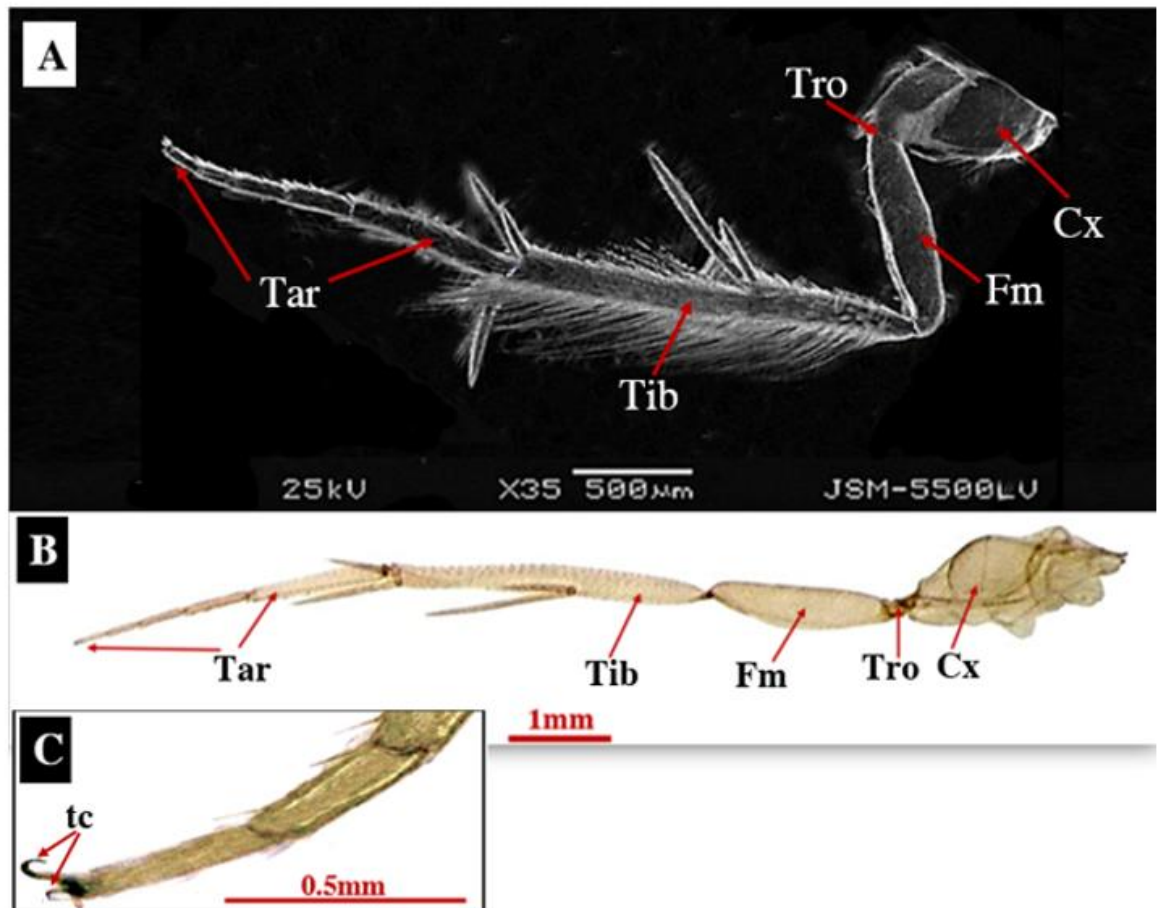 A
Tro
Cx
Tar
Fm
Tib
25kV X35 500μm JSM-5500LV
B
Tar
Tib
Fm
Tro
Cx
1mm
C
tc
0.5mm